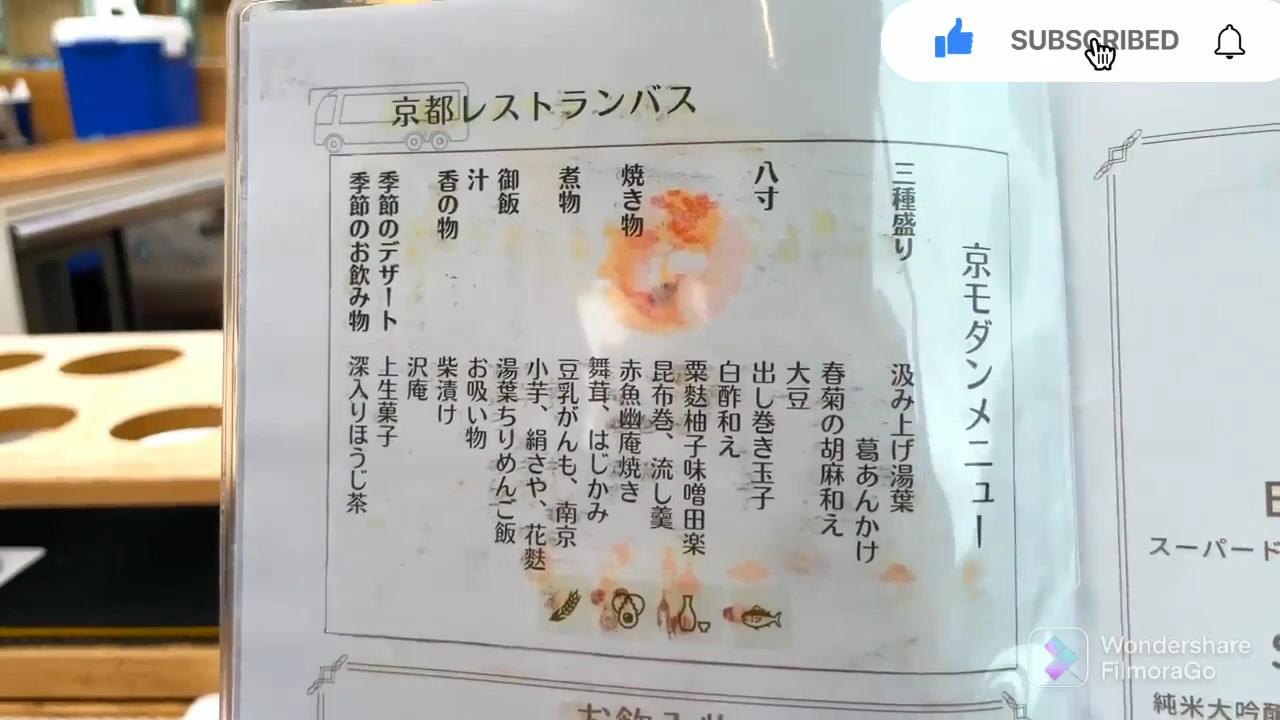 SUBSCRIBED
京都レストランバス
京モダンメニュー
三種盛り
汲み上げ湯葉
葛あんかけ
春菊の胡麻和え
大豆
八寸
出し巻き玉子
白酢和え
粟麩柚子味噌田楽
昆布巻、流し羹
焼き物
赤魚幽庵焼き
舞茸、はじかみ
煮物
豆乳がんも、南京
小芋、絹さや、花麩
御飯
湯葉ちりめんご飯
汁
お吸い物
香の物
柴漬け
沢庵
季節のデザート
上生菓子
季節のお飲み物
深入りほうじ茶
スーパード
純米大吟醸
Wondershare
FilmoraGo